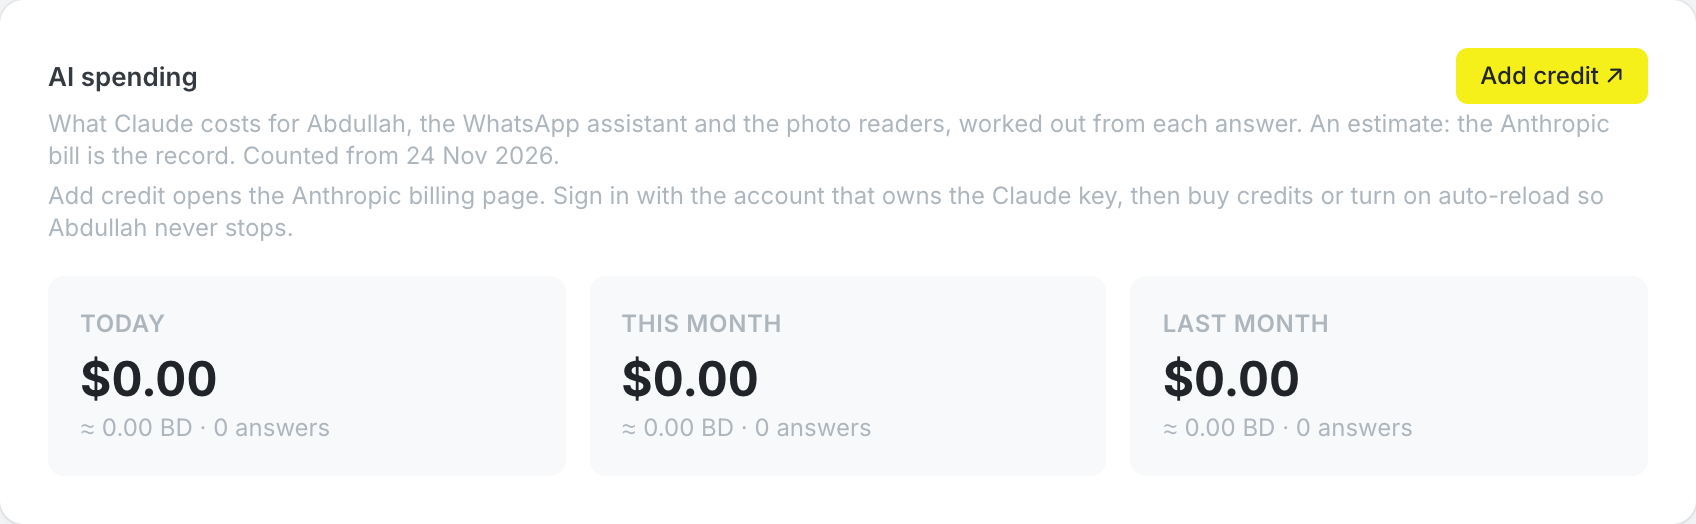 AI spending
Add credit ↗
What Claude costs for Abdullah, the WhatsApp assistant and the photo readers, worked out from each answer. An estimate: the Anthropic
bill is the record. Counted from 24 Nov 2026.
Add credit opens the Anthropic billing page. Sign in with the account that owns the Claude key, then buy credits or turn on auto-reload so
Abdullah never stops.
TODAY
$0.00
≈ 0.00 BD · 0 answers
THIS MONTH
$0.00
≈ 0.00 BD · 0 answers
LAST MONTH
$0.00
≈ 0.00 BD · 0 answers